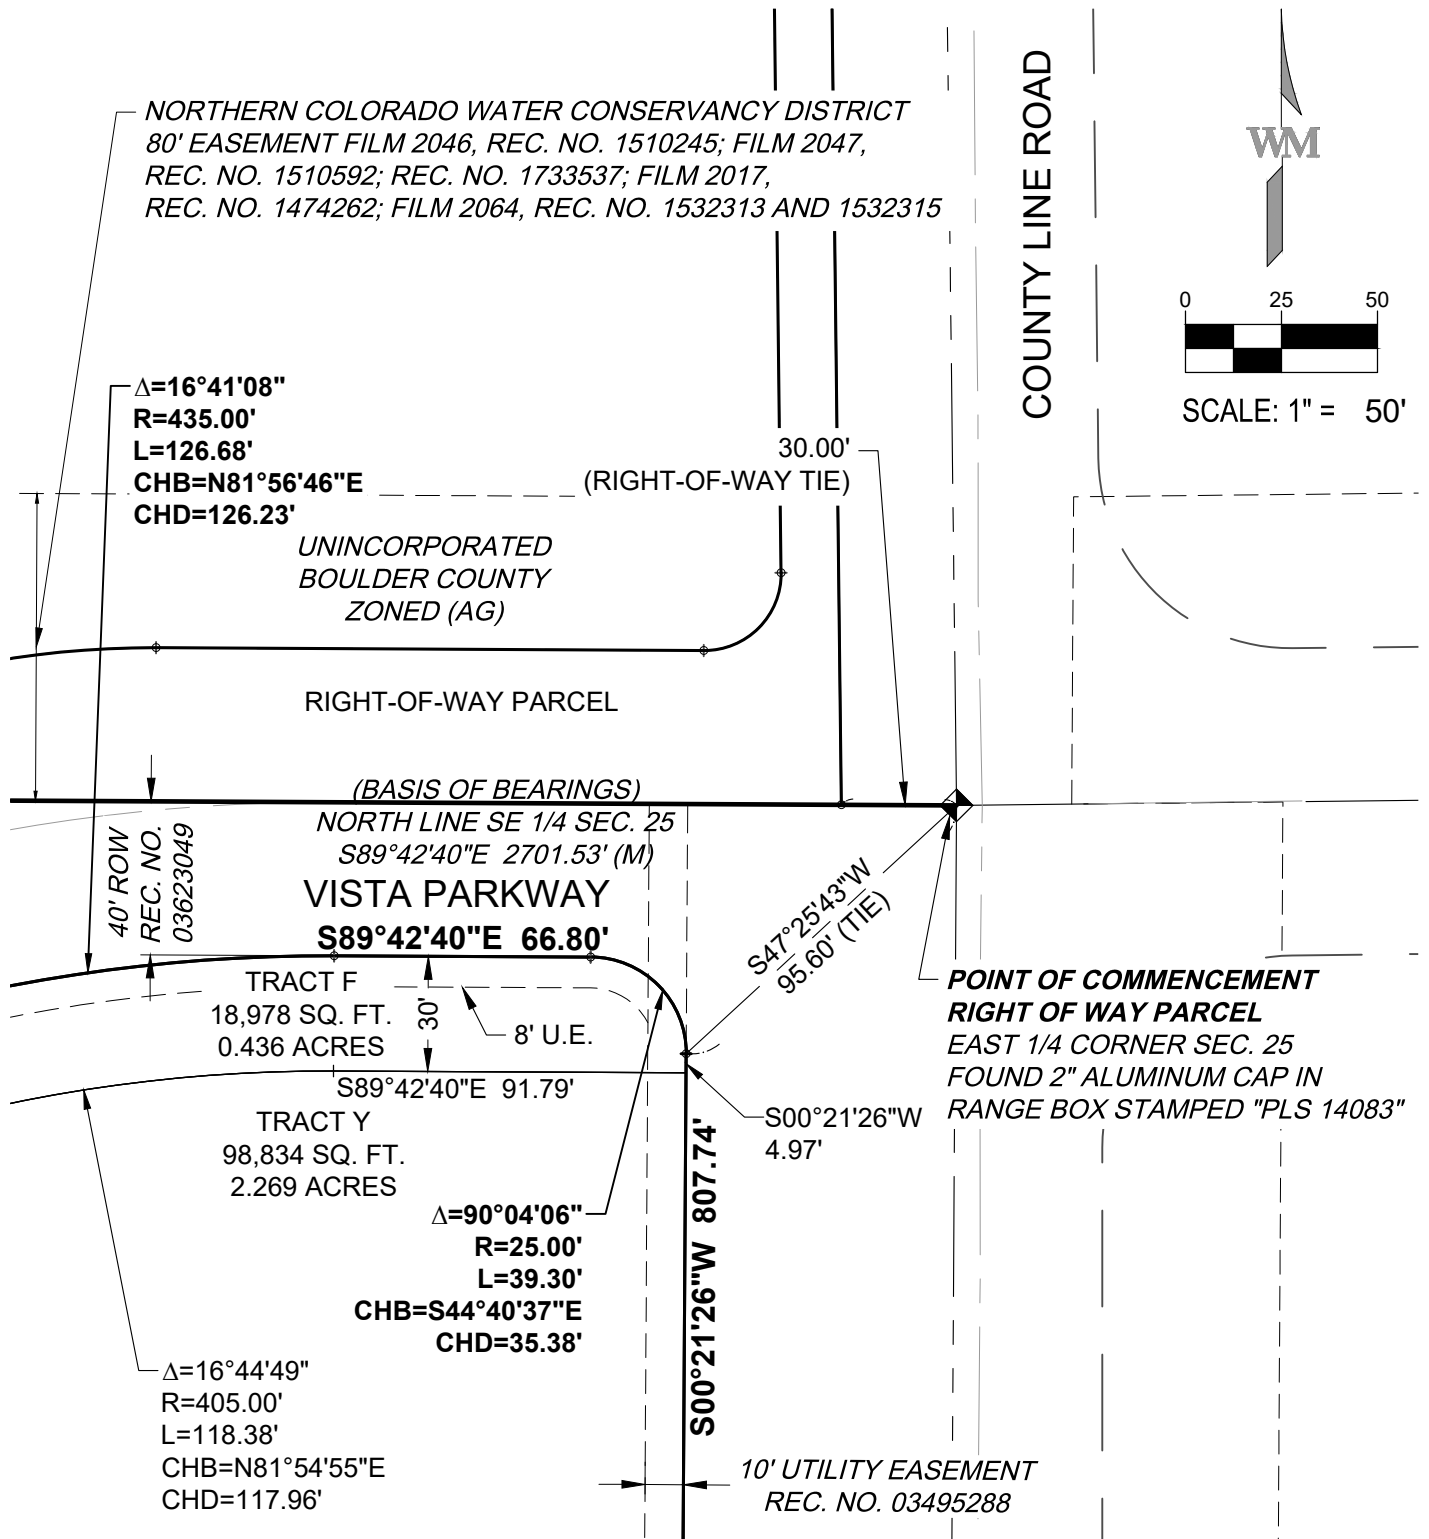 NORTHERN COLORADO WATER CONSERVANCY DISTRICT
80' EASEMENT FILM 2046, REC. NO. 1510245; FILM 2047,
REC. NO. 1510592; REC. NO. 1733537; FILM 2017,
REC. NO. 1474262; FILM 2064, REC. NO. 1532313 AND 1532315
COUNTY LINE ROAD
WM
0 25 50
SCALE: 1" = 50'
Δ=16°41'08"
R=435.00'
L=126.68'
CHB=N81°56'46"E
CHD=126.23'
30.00'
(RIGHT-OF-WAY TIE)
UNINCORPORATED
BOULDER COUNTY
ZONED (AG)
RIGHT-OF-WAY PARCEL
(BASIS OF BEARINGS)
NORTH LINE SE 1/4 SEC. 25
S89°42'40"E 2701.53' (M)
40' ROW
REC. NO.
03623049
VISTA PARKWAY
S89°42'40"E 66.80'
S47°25'43"W
95.60' (TIE)
POINT OF COMMENCEMENT
RIGHT OF WAY PARCEL
EAST 1/4 CORNER SEC. 25
FOUND 2" ALUMINUM CAP IN
RANGE BOX STAMPED "PLS 14083"
TRACT F
18,978 SQ. FT.
0.436 ACRES
30'
8' U.E.
S89°42'40"E 91.79'
TRACT Y
98,834 SQ. FT.
2.269 ACRES
S00°21'26"W
4.97'
S00°21'26"W 807.74'
Δ=90°04'06"
R=25.00'
L=39.30'
CHB=S44°40'37"E
CHD=35.38'
Δ=16°44'49"
R=405.00'
L=118.38'
CHB=N81°54'55"E
CHD=117.96'
10' UTILITY EASEMENT
REC. NO. 03495288